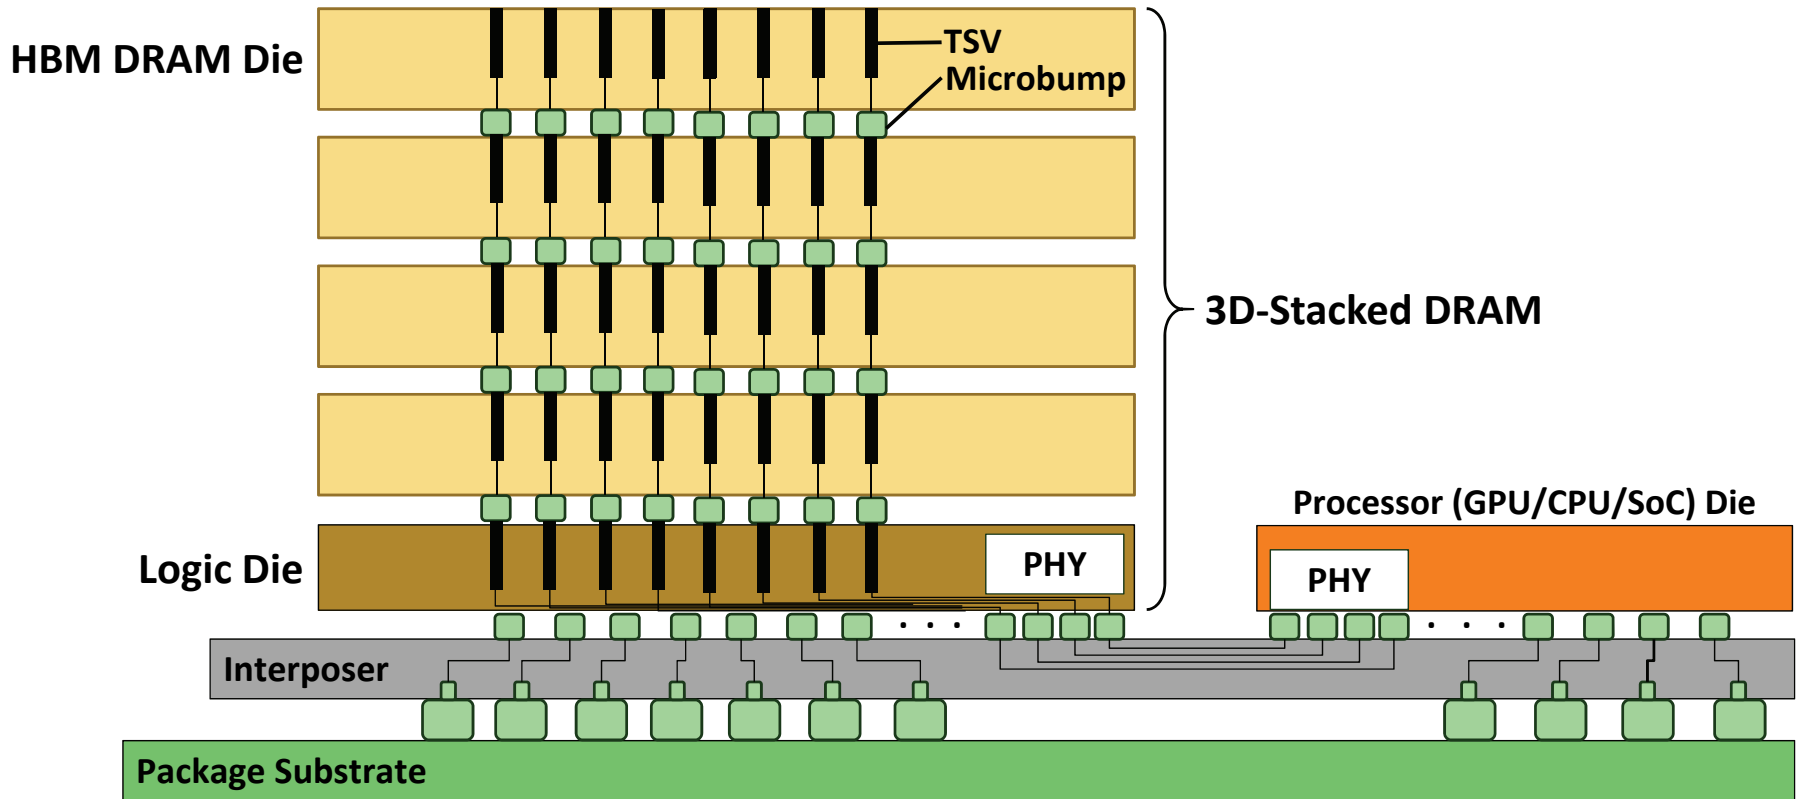 HBM DRAM Die
TSV
Microbump
3D-Stacked DRAM
Processor (GPU/CPU/SoC) Die
Logic Die
PHY
PHY
. . .
. . .
Interposer
Package Substrate